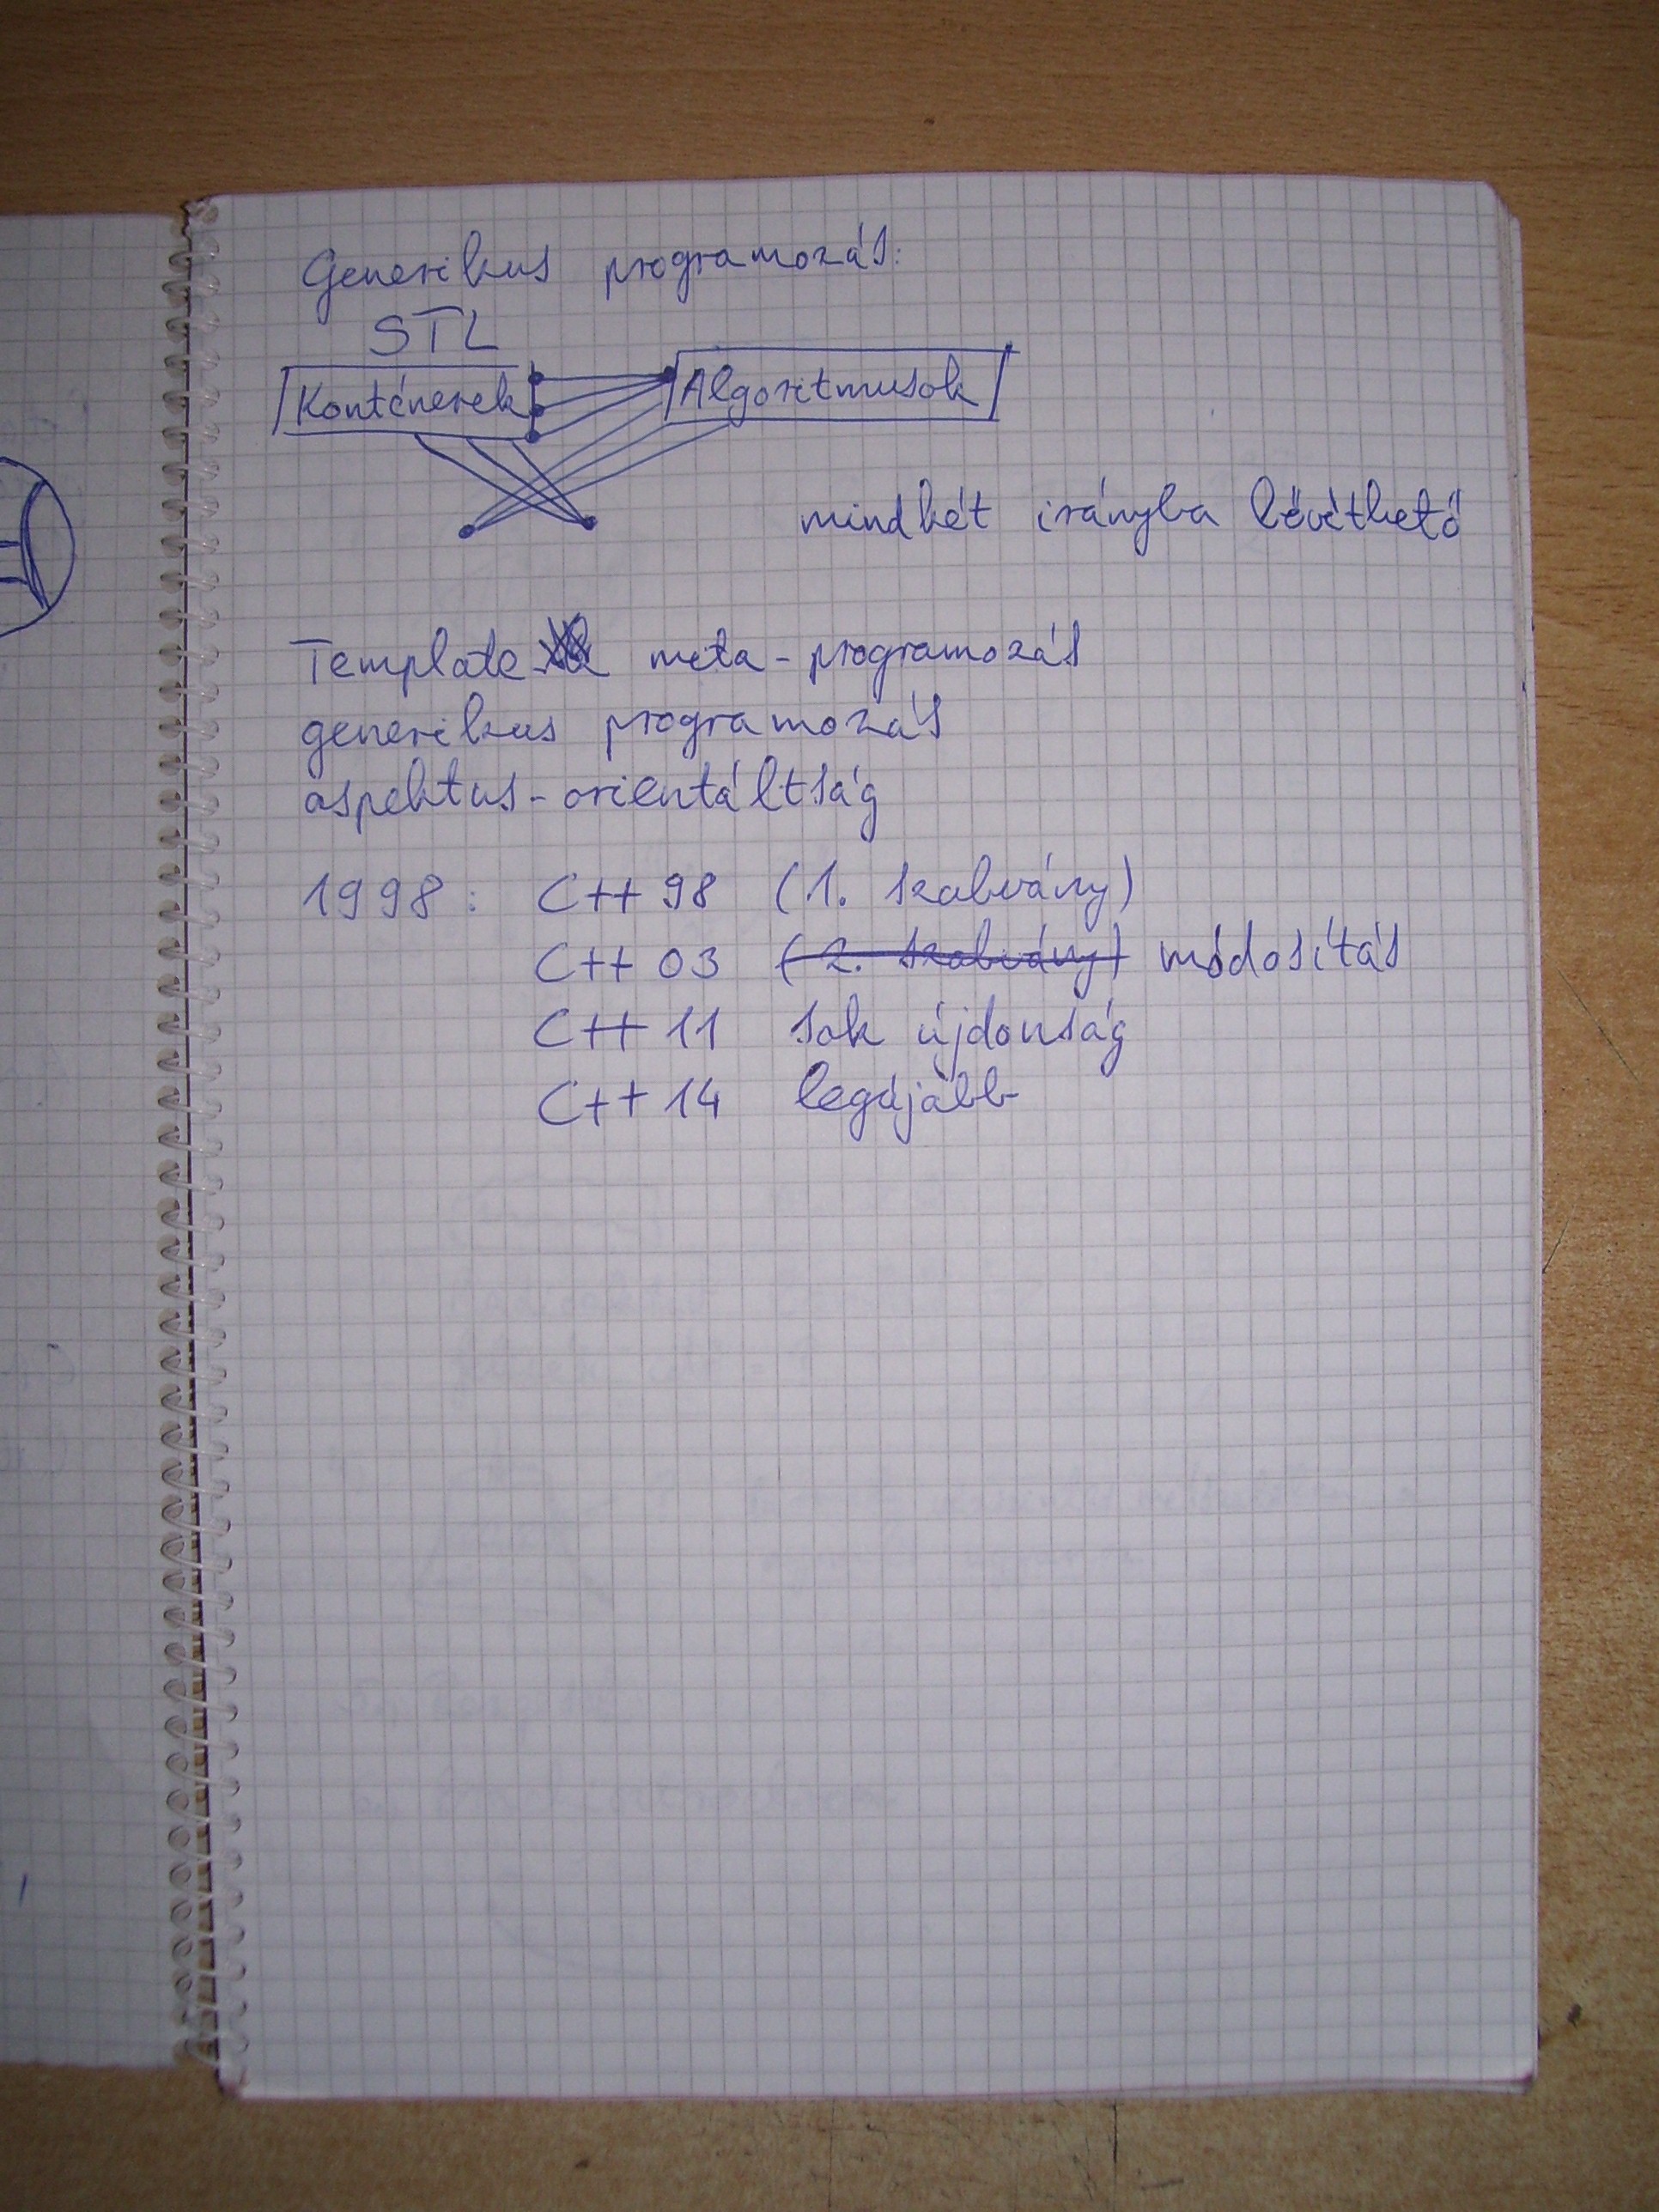 Generikus programozás:
STL
Konténerek Algoritmusok
mindkét irányba bővíthető
Template meta-programozás
generikus programozás
aspektus-orientáltság
1998: C++ 98 (1. szabvány)
C++ 03 (2. szabvány) módosítás
C++ 11 sok újdonság
C++ 14 legújabb